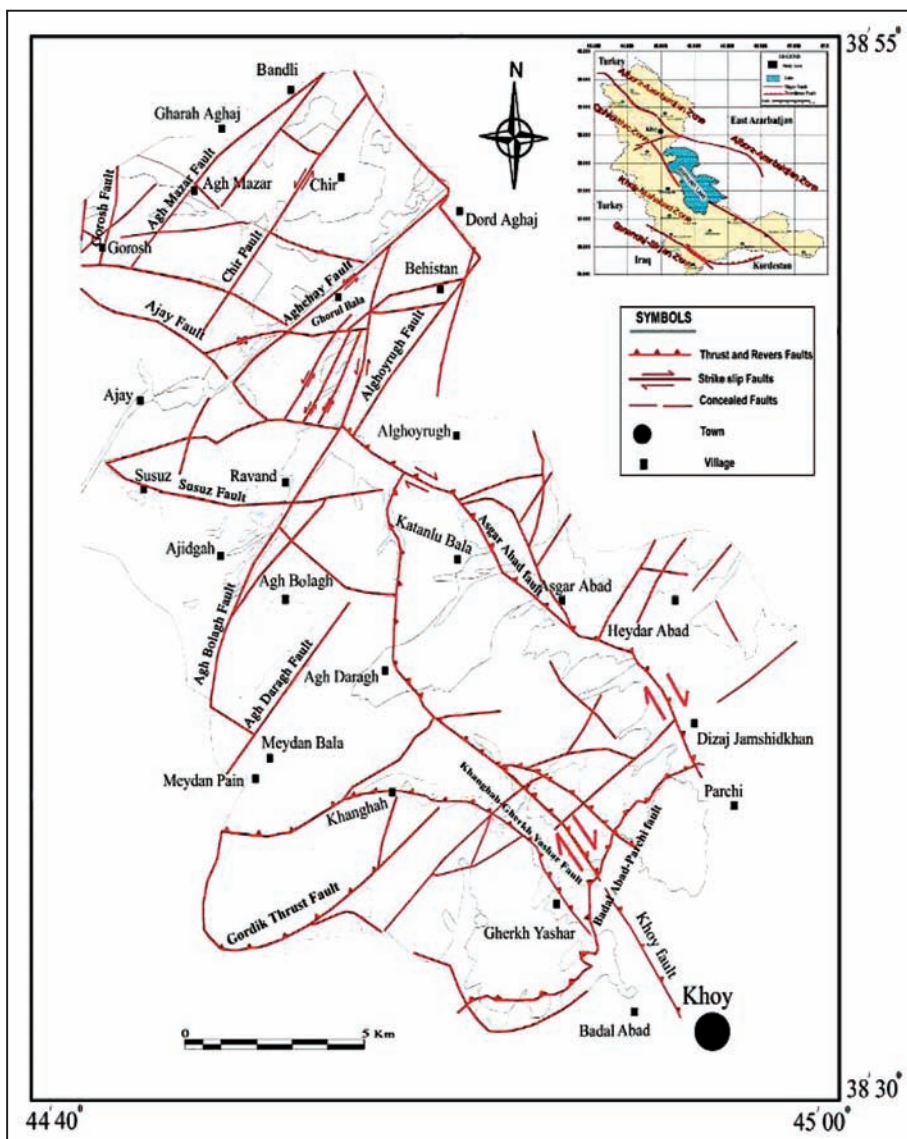 38 55°
N
Bandli
Gharah Aghaj
Agh Mazar Fault
Agh Mazar
Chir
Gorosh Fault
Gorosh
Chir Fault
Dord Aghaj
Aghchay Fault
Behistan
Ghorul Bala
Ajay Fault
Alghoyrugh Fault
Ajay
Alghoyrugh
Susuz
Susuz Fault
Ravand
Katanlu Bala
Asgar Abad fault
Ajidgah
Agh Bolagh
Asgar Abad
Agh Bolagh Fault
Heydar Abad
Agh Daragh Fault
Agh Daragh
Meydan Bala
Meydan Pain
Dizaj Jamshidkhan
Parchi
Khanghah
Khanghah-Gherkh Yashar Fault
Badal Abad-Parchi fault
Gordik Thrust Fault
Gherkh Yashar
Khoy fault
Khoy
Badal Abad
0 5 Km
Turkey
East Azarbadjan
Turkey
Iraq
Kordestan
LEGEND
SYMBOLS
Thrust and Revers Faults
Strike slip Faults
Concealed Faults
Town
Village
44 40°
45 00°
38 30°